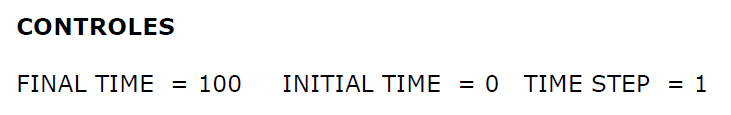 CONTROLES
FINAL TIME = 100 INITIAL TIME = 0 TIME STEP = 1